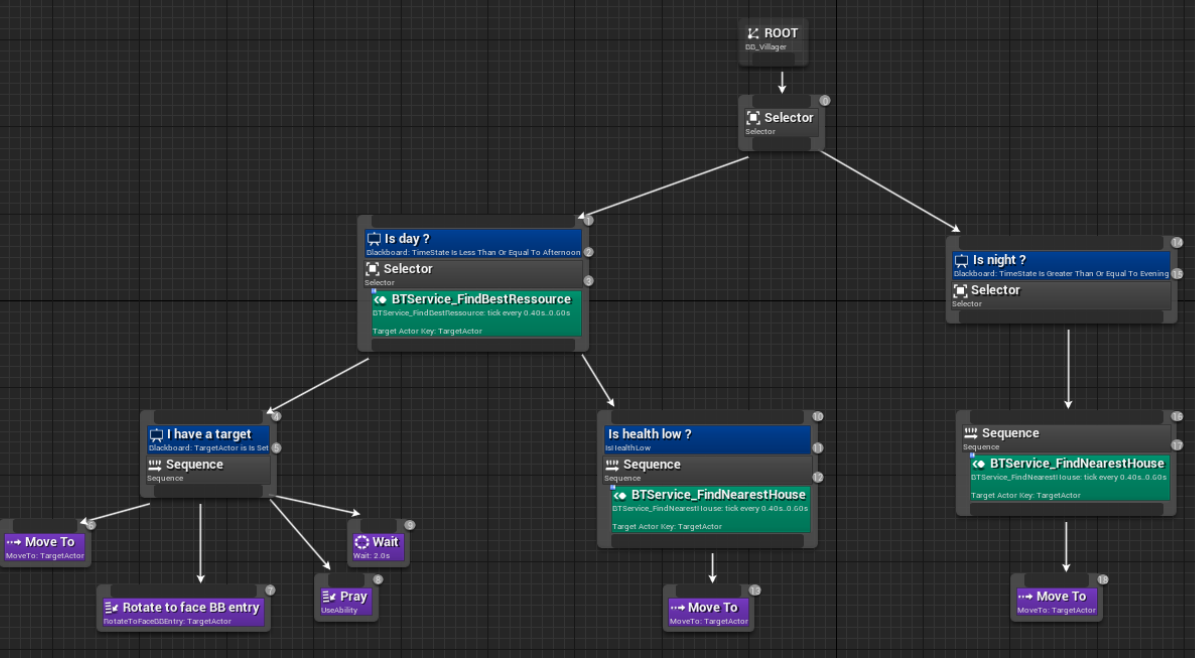 ROOT
BB_Villager
0
Selector
Selector
1
Is day ?
Blackboard: TimeState Is Less Than Or Equal To Afternoon
2
Selector
Selector
3
BTService_FindBestRessource
BTService_FindBestRessource: tick every 0.40s..0.60s
Target Actor Key: TargetActor
14
Is night ?
Blackboard: TimeState Is Greater Than Or Equal To Evening
15
Selector
Selector
4
I have a target
Blackboard: TargetActor is Is Set
5
Sequence
Sequence
10
Is health low ?
IsHealthLow
11
Sequence
Sequence
12
BTService_FindNearestHouse
BTService_FindNearestHouse: tick every 0.40s..0.60s
Target Actor Key: TargetActor
16
Sequence
Sequence
17
BTService_FindNearestHouse
BTService_FindNearestHouse: tick every 0.40s..0.60s
Target Actor Key: TargetActor
6
Move To
MoveTo: TargetActor
7
Rotate to face BB entry
RotateToFaceBBEntry: TargetActor
8
Pray
UseAbility
9
Wait
Wait: 2.0s
13
Move To
MoveTo: TargetActor
18
Move To
MoveTo: TargetActor